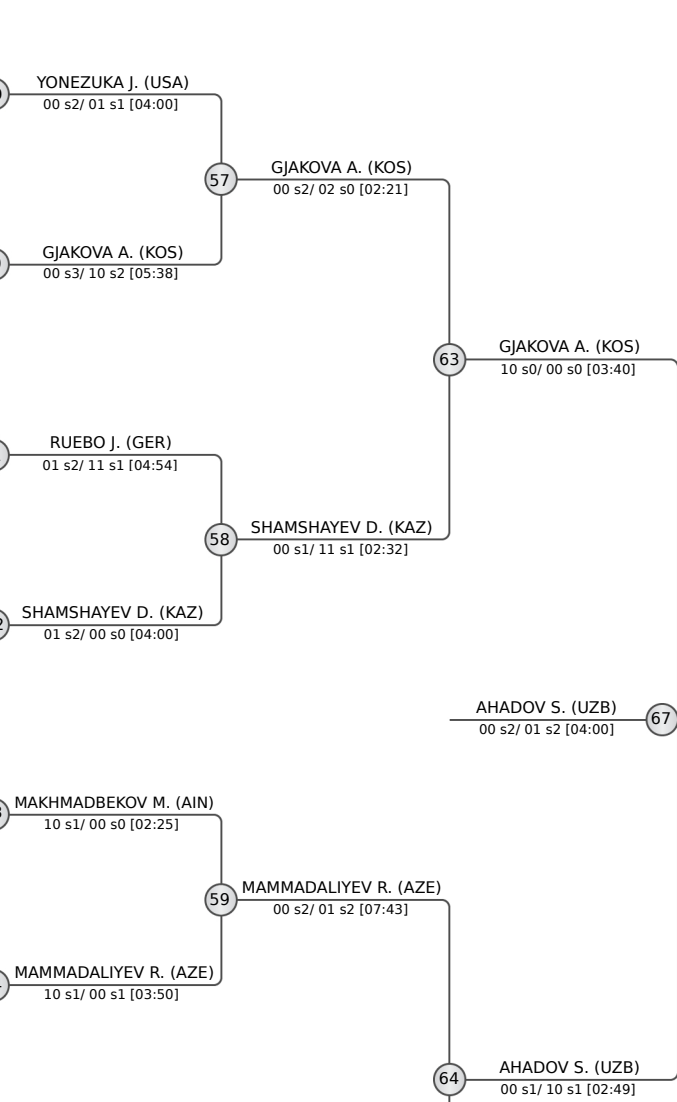 YONEZUKA J. (USA)
00 s2/ 01 s1 [04:00]
GJAKOVA A. (KOS)
57
00 s2/ 02 s0 [02:21]
GJAKOVA A. (KOS)
00 s3/ 10 s2 [05:38]
GJAKOVA A. (KOS)
63
10 s0/ 00 s0 [03:40]
RUEBO J. (GER)
01 s2/ 11 s1 [04:54]
SHAMSHAYEV D. (KAZ)
58
00 s1/ 11 s1 [02:32]
SHAMSHAYEV D. (KAZ)
01 s2/ 00 s0 [04:00]
AHADOV S. (UZB)
67
00 s2/ 01 s2 [04:00]
MAKHMADBEKOV M. (AIN)
10 s1/ 00 s0 [02:25]
MAMMADALIYEV R. (AZE)
59
00 s2/ 01 s2 [07:43]
MAMMADALIYEV R. (AZE)
10 s1/ 00 s1 [03:50]
AHADOV S. (UZB)
64
00 s1/ 10 s1 [02:49]